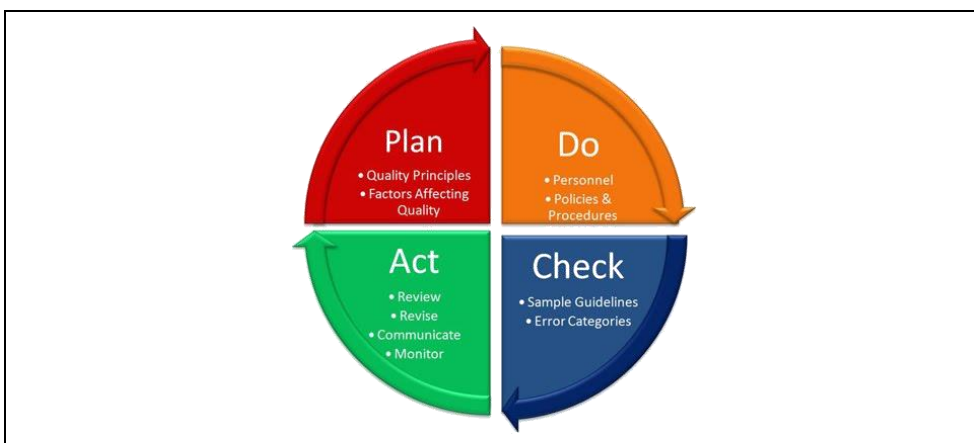 Plan
• Quality Principles
• Factors Affecting
Quality
Do
• Personnel
• Policies &
Procedures
Act
• Review
• Revise
• Communicate
• Monitor
Check
• Sample Guidelines
• Error Categories